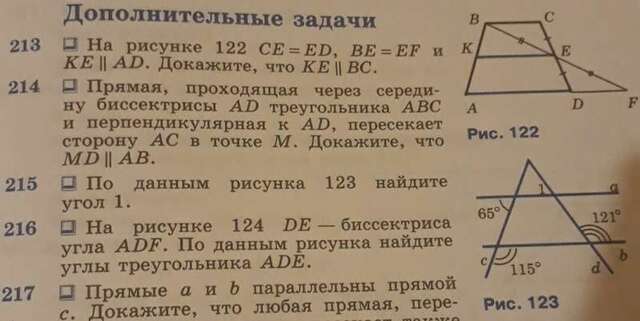 Дополнительные задачи
213 ❏ На рисунке 122 CE = ED, BE = EF и
KE ∥ AD. Докажите, что KE ∥ BC.
214 ❏ Прямая, проходящая через середи-
ну биссектрисы AD треугольника ABC
и перпендикулярная к AD, пересекает
сторону AC в точке M. Докажите, что
MD ∥ AB.
215 ❏ По данным рисунка 123 найдите
угол 1.
216 ❏ На рисунке 124 DE — биссектриса
угла ADF. По данным рисунка найдите
углы треугольника ADE.
217 ❏ Прямые a и b параллельны прямой
c. Докажите, что любая прямая, пере-
B
C
K
E
A
D
F
Рис. 122
1
a
65°
121°
c
115°
d
b
Рис. 123